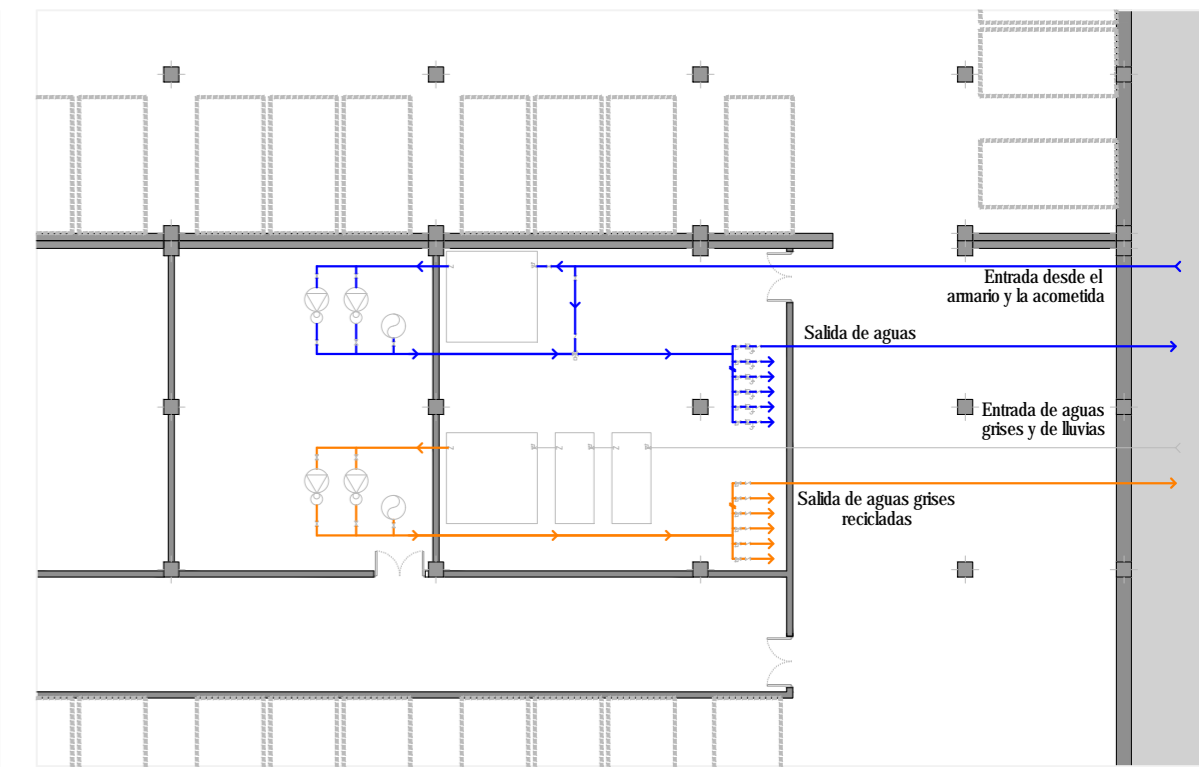 Entrada desde el
armario y la acometida
Salida de aguas
Entrada de aguas
grises y de lluvias
Salida de aguas grises
recicladas